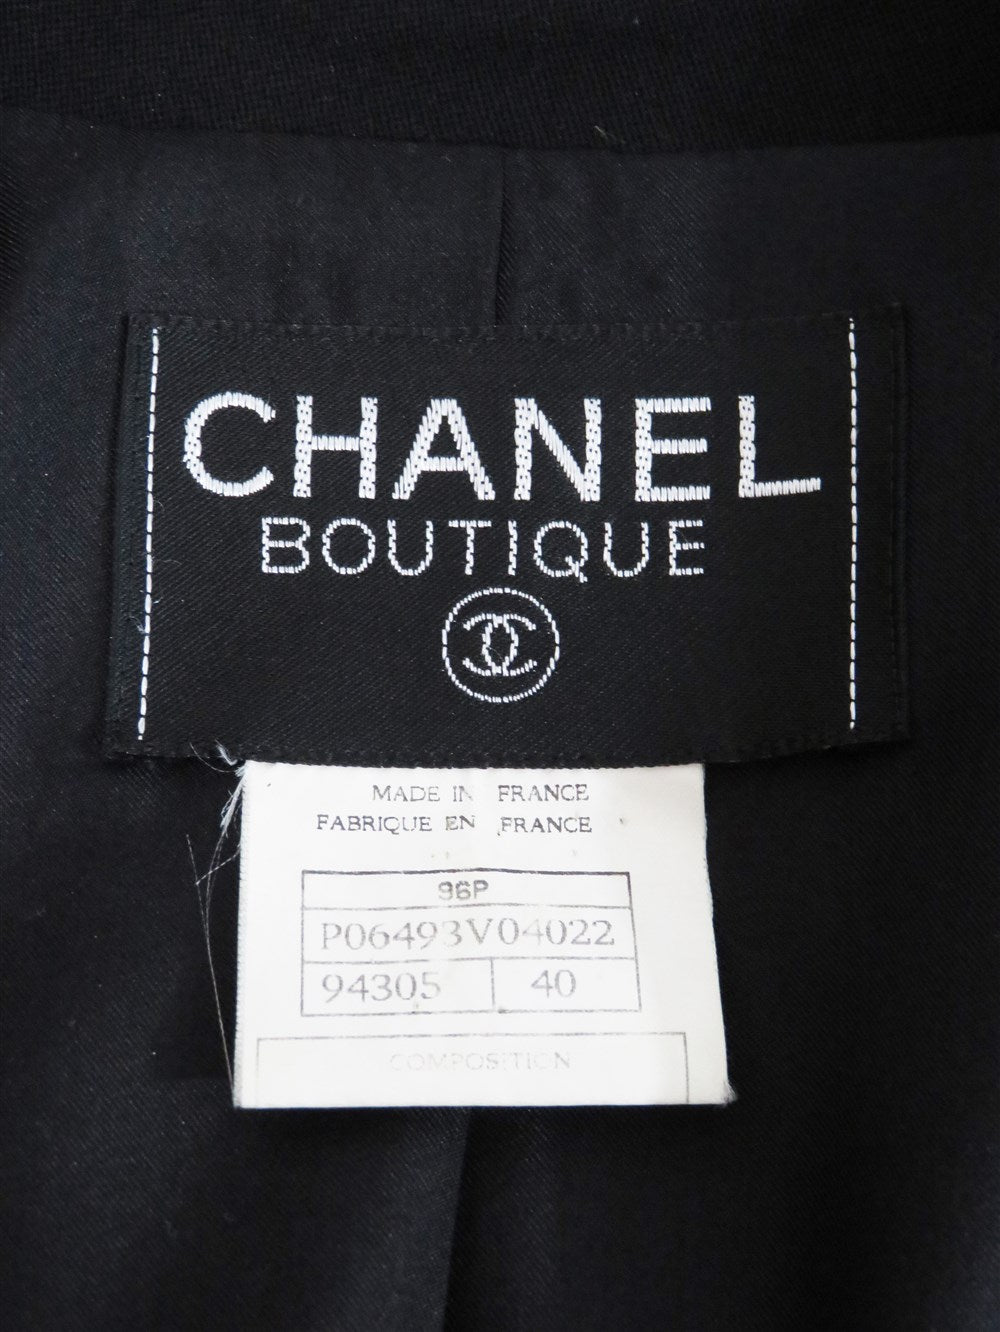 CHANEL
BOUTIQUE
MADE IN FRANCE
FABRIQUE EN FRANCE
96P
P06493V04022
94305 40
COMPOSITION